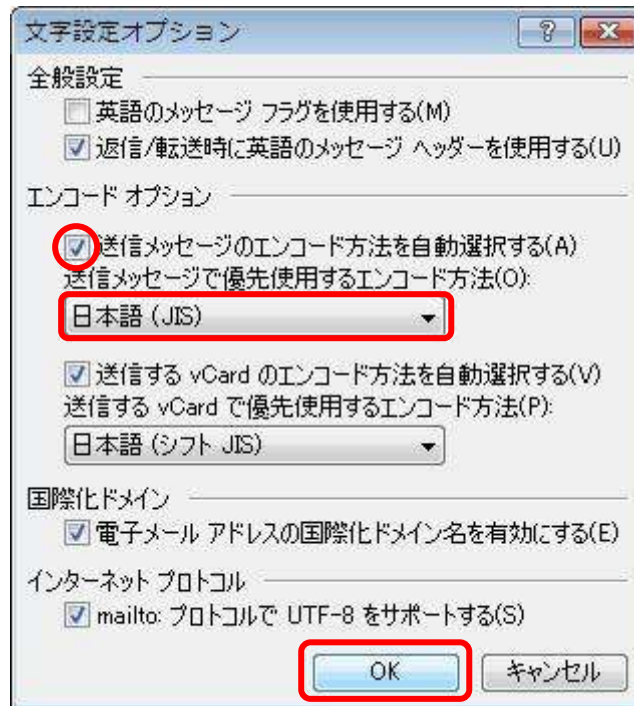 文字設定オプション
全般設定
英語のメッセージ フラグを使用する(M)
返信/転送時に英語のメッセージ ヘッダーを使用する(U)
エンコード オプション
送信メッセージのエンコード方法を自動選択する(A)
送信メッセージで優先使用するエンコード方法(O):
日本語 (JIS)
送信する vCard のエンコード方法を自動選択する(V)
送信する vCard で優先使用するエンコード方法(P):
日本語 (シフト JIS)
国際化ドメイン
電子メール アドレスの国際化ドメイン名を有効にする(E)
インターネット プロトコル
mailto: プロトコルで UTF-8 をサポートする(S)
OK キャンセル